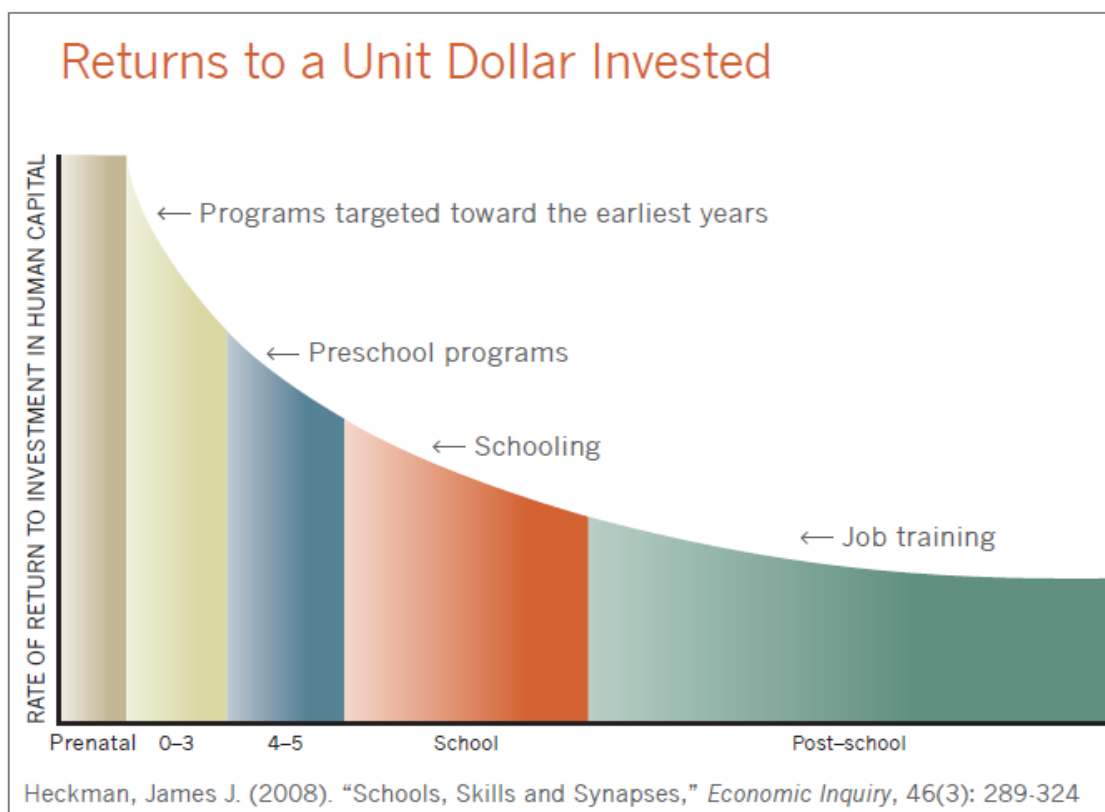 Returns to a Unit Dollar Invested
RATE OF RETURN TO INVESTMENT IN HUMAN CAPITAL
← Programs targeted toward the earliest years
← Preschool programs
← Schooling
← Job training
Prenatal 0–3 4–5 School Post–school
Heckman, James J. (2008). “Schools, Skills and Synapses,” Economic Inquiry, 46(3): 289-324